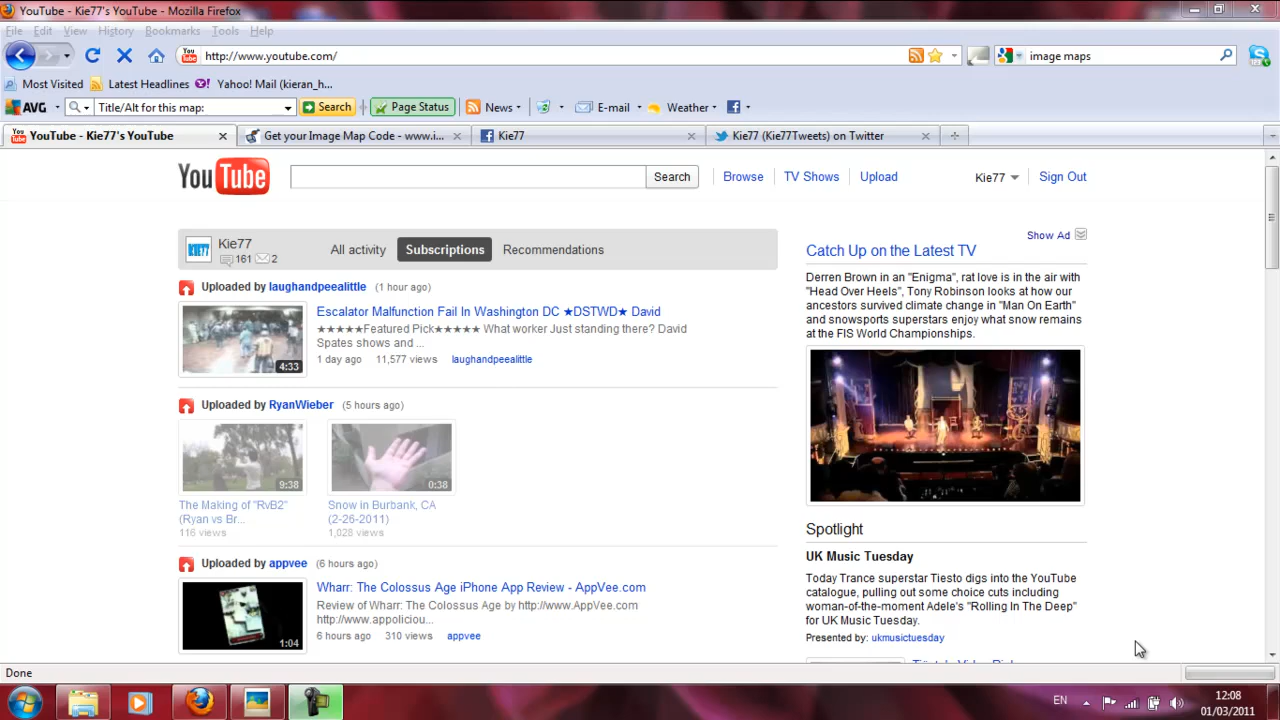 YouTube - Kie77's YouTube - Mozilla Firefox
File Edit View History Bookmarks Tools Help
http://www.youtube.com/
image maps
Most Visited Latest Headlines Yahoo! Mail (kieran_h...
AVG Title/Alt for this map: Search Page Status News E-mail Weather
YouTube - Kie77's YouTube
Get your Image Map Code - www.i...
Kie77
Kie77 (Kie77Tweets) on Twitter
YouTube
Search
Browse TV Shows Upload
Kie77 Sign Out
KIE77
Kie77
161 2
All activity Subscriptions Recommendations
Uploaded by laughandpeealittle (1 hour ago)
4:33
Escalator Malfunction Fail In Washington DC ★DSTWD★ David
★★★★★Featured Pick★★★★★ What worker Just standing there? David
Spates shows and ...
1 day ago 11,577 views laughandpeealittle
Uploaded by RyanWieber (5 hours ago)
9:38
The Making of "RvB2"
(Ryan vs Br...
116 views
0:38
Snow in Burbank, CA
(2-26-2011)
1,028 views
Uploaded by appvee (6 hours ago)
1:04
Wharr: The Colossus Age iPhone App Review - AppVee.com
Review of Wharr: The Colossus Age by http://www.AppVee.com
http://www.appoliciou...
6 hours ago 310 views appvee
Show Ad
Catch Up on the Latest TV
Derren Brown in an "Enigma", rat love is in the air with
"Head Over Heels", Tony Robinson looks at how our
ancestors survived climate change in "Man On Earth"
and snowsports superstars enjoy what snow remains
at the FIS World Championships.
Spotlight
UK Music Tuesday
Today Trance superstar Tiesto digs into the YouTube
catalogue, pulling out some choice cuts including
woman-of-the-moment Adele's "Rolling In The Deep"
for UK Music Tuesday.
Presented by: ukmusictuesday
Done
EN
12:08
01/03/2011